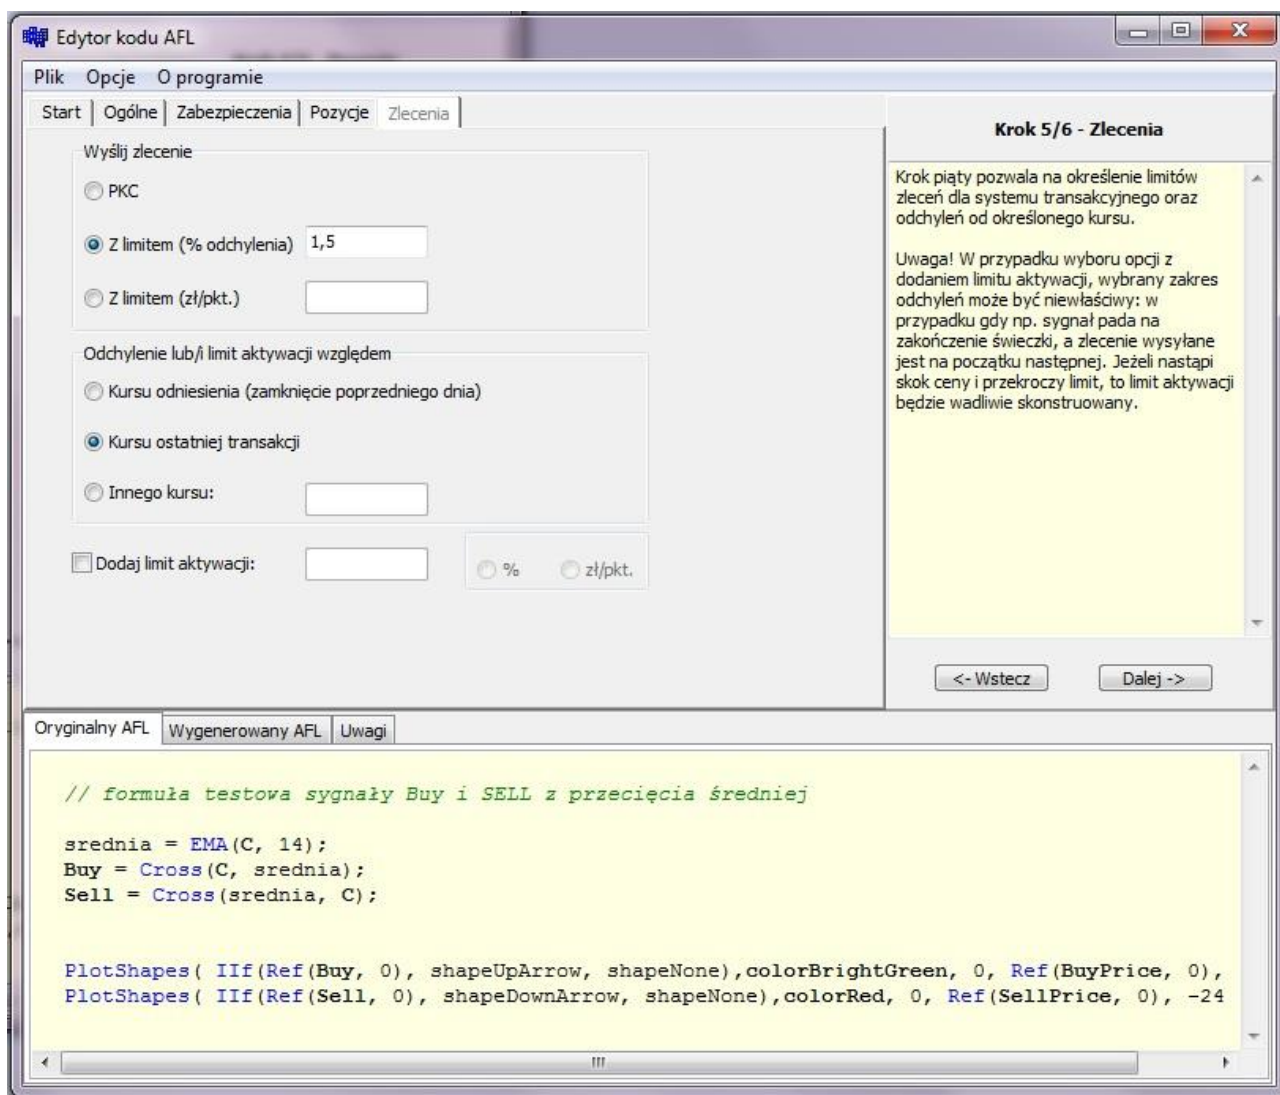 Edytor kodu AFL
Plik Opcje O programie
Start Ogólne Zabezpieczenia Pozycje Zlecenia
Wyślij zlecenie
PKC
Z limitem (% odchylenia) 1,5
Z limitem (zł/pkt.)
Odchylenie lub/i limit aktywacji względem
Kursu odniesienia (zamknięcie poprzedniego dnia)
Kursu ostatniej transakcji
Innego kursu:
Dodaj limit aktywacji:
% zł/pkt.
Krok 5/6 - Zlecenia
Krok piąty pozwala na określenie limitów
zleceń dla systemu transakcyjnego oraz
odchyleń od określonego kursu.
Uwaga! W przypadku wyboru opcji z
dodaniem limitu aktywacji, wybrany zakres
odchyleń może być niewłaściwy: w
przypadku gdy np. sygnał pada na
zakończenie świeczki, a zlecenie wysyłane
jest na początku następnej. Jeżeli nastąpi
skok ceny i przekroczy limit, to limit aktywacji
będzie wadliwie skonstruowany.
<- Wstecz Dalej ->
Oryginalny AFL Wygenerowany AFL Uwagi
// formuła testowa sygnały Buy i SELL z przecięcia średniej
srednia = EMA(C, 14);
Buy = Cross(C, srednia);
Sell = Cross(srednia, C);
PlotShapes( IIf(Ref(Buy, 0), shapeUpArrow, shapeNone),colorBrightGreen, 0, Ref(BuyPrice, 0),
PlotShapes( IIf(Ref(Sell, 0), shapeDownArrow, shapeNone),colorRed, 0, Ref(SellPrice, 0), -24